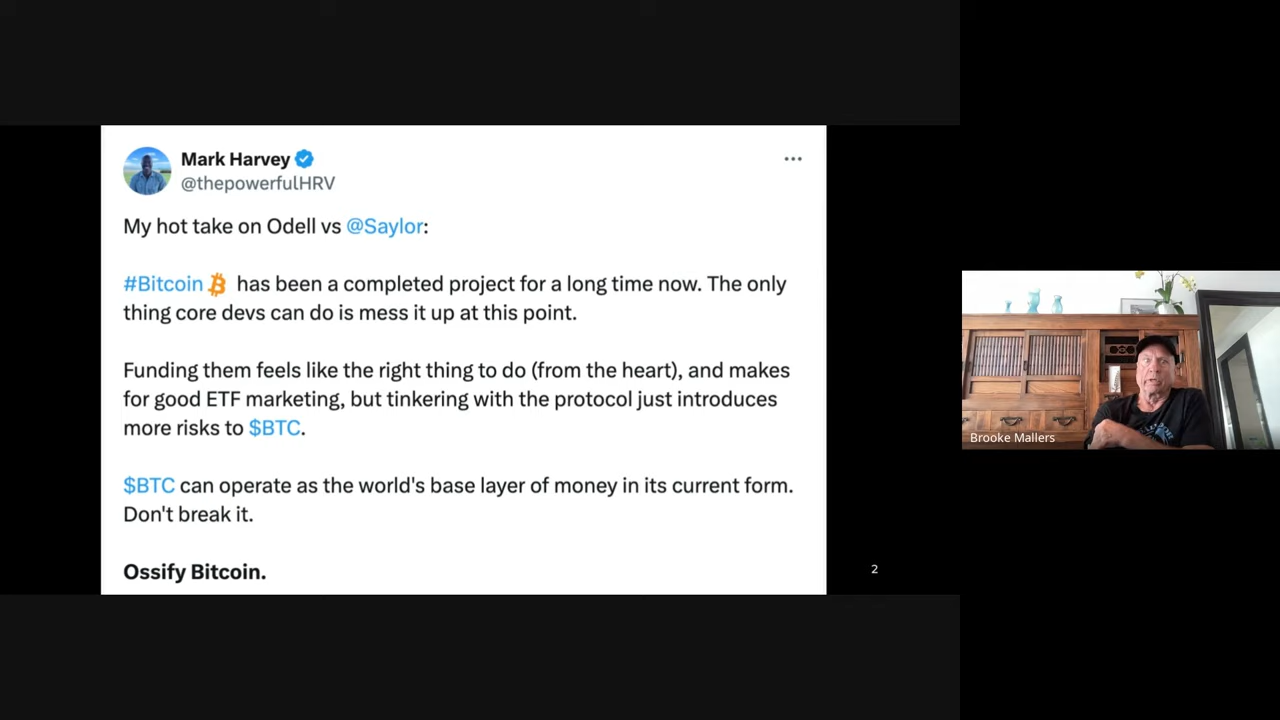 Mark Harvey
@thepowerfulHRV
My hot take on Odell vs @Saylor:
#Bitcoin has been a completed project for a long time now. The only
thing core devs can do is mess it up at this point.
Funding them feels like the right thing to do (from the heart), and makes
for good ETF marketing, but tinkering with the protocol just introduces
more risks to $BTC.
$BTC can operate as the world's base layer of money in its current form.
Don't break it.
Ossify Bitcoin.
2
Brooke Mallers